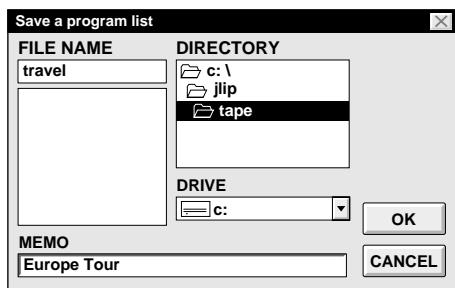 Save a program list
FILE NAME
travel
DIRECTORY
c: \
jlip
tape
DRIVE
c:
OK
MEMO
Europe Tour
CANCEL